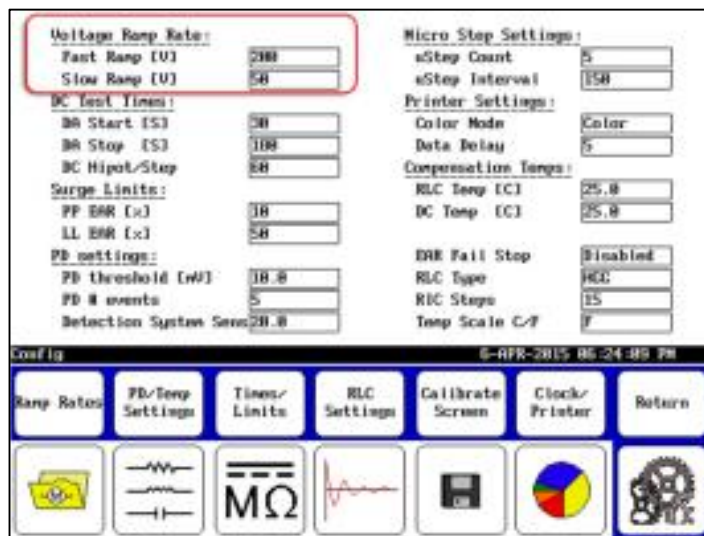 Voltage Ramp Rate:
Fast Ramp [V] 200
Slow Ramp [V] 50
DC Test Times:
DA Start [S] 30
DA Stop [S]
DC Hipot/Step 60
Surge Limits:
PP EAR [x] 10
LL EAR [x] 50
PD settings:
PD threshold [mV] 10.0
PD # events 5
Detection System Sens 20.0
Micro Step Settings:
uStep Count 5
uStep Interval 150
Printer Settings:
Color Mode Color
Data Delay 5
Compensation Temps:
RLC Temp [C] 25.0
DC Temp [C] 25.0
EAR Fail Stop Disabled
RLC Type
RIC Steps 15
Temp Scale C/F F
Config 6-APR-2015 06:24:09 PM
Ramp Rates
PD/Temp Settings
Times/ Limits
RLC Settings
Calibrate Screen
Clock/ Printer
Return
MΩ